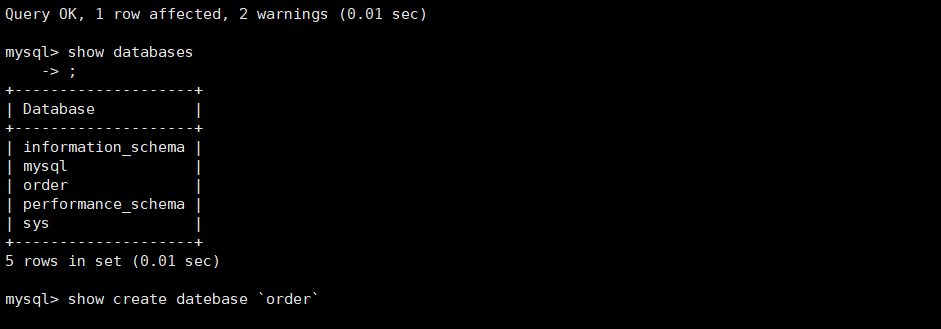 Query OK, 1 row affected, 2 warnings (0.01 sec)
mysql> show databases
    -> ;
+--------------------+
| Database           |
+--------------------+
| information_schema |
| mysql              |
| order              |
| performance_schema |
| sys                |
+--------------------+
5 rows in set (0.01 sec)
mysql> show create datebase `order`